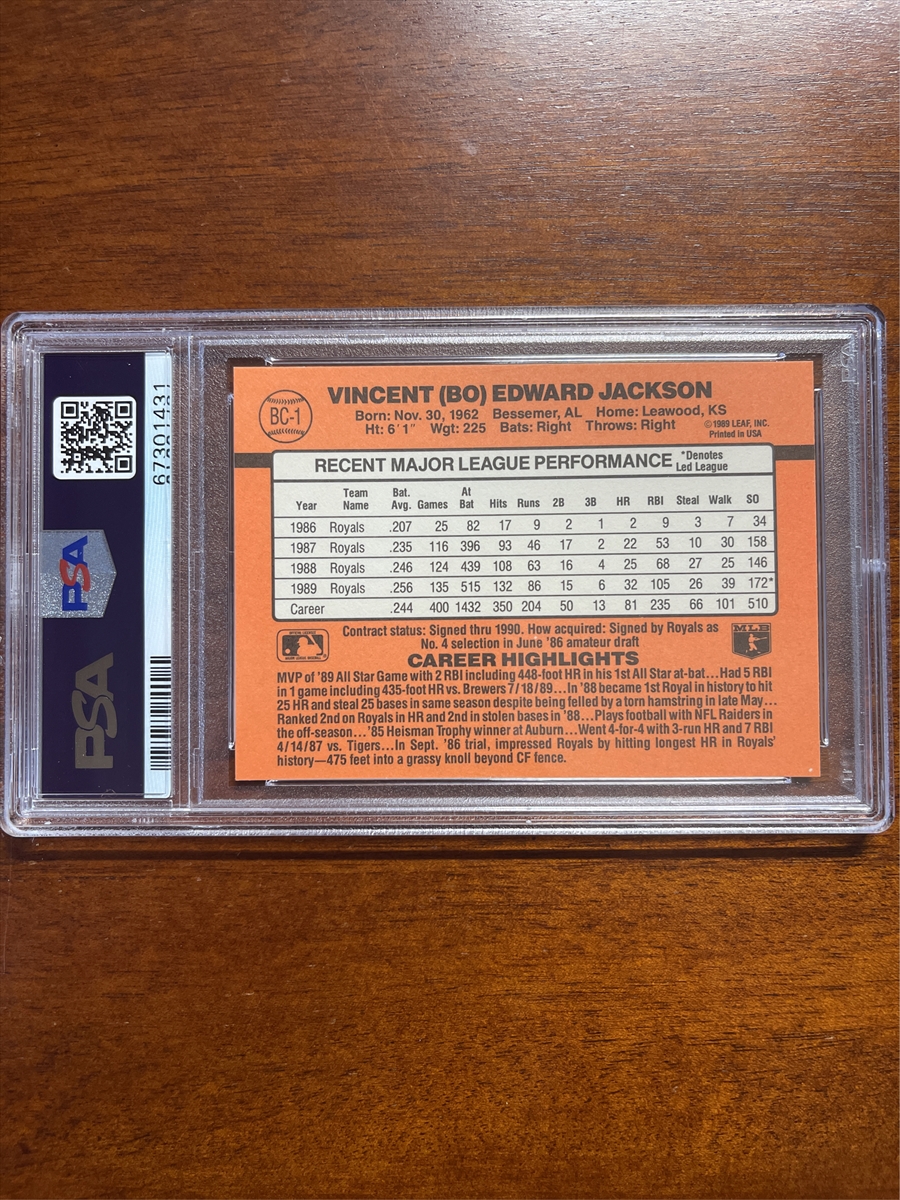 67301431
PSA
PSA
BC-1
VINCENT (BO) EDWARD JACKSON
Born: Nov. 30, 1962 Bessemer, AL Home: Leawood, KS
Ht: 6'1" Wgt: 225 Bats: Right Throws: Right
©1989 LEAF, INC.
Printed in USA
RECENT MAJOR LEAGUE PERFORMANCE *Denotes Led League
Year Team Name Bat. Avg. Games At Bat Hits Runs 2B 3B HR RBI Steal Walk SO
1986 Royals .207 25 82 17 9 2 1 2 9 3 7 34
1987 Royals .235 116 396 93 46 17 2 22 53 10 30 158
1988 Royals .246 124 439 108 63 16 4 25 68 27 25 146
1989 Royals .256 135 515 132 86 15 6 32 105 26 39 172*
Career .244 400 1432 350 204 50 13 81 235 66 101 510
Contract status: Signed thru 1990. How acquired: Signed by Royals as
No. 4 selection in June '86 amateur draft
MLB
CAREER HIGHLIGHTS
MVP of '89 All Star Game with 2 RBI including 448-foot HR in his 1st All Star at-bat...Had 5 RBI
in 1 game including 435-foot HR vs. Brewers 7/18/89...In '88 became 1st Royal in history to hit
25 HR and steal 25 bases in same season despite being felled by a torn hamstring in late May...
Ranked 2nd on Royals in HR and 2nd in stolen bases in '88...Plays football with NFL Raiders in
the off-season...'85 Heisman Trophy winner at Auburn...Went 4-for-4 with 3-run HR and 7 RBI
4/14/87 vs. Tigers...In Sept. '86 trial, impressed Royals by hitting longest HR in Royals'
history—475 feet into a grassy knoll beyond CF fence.